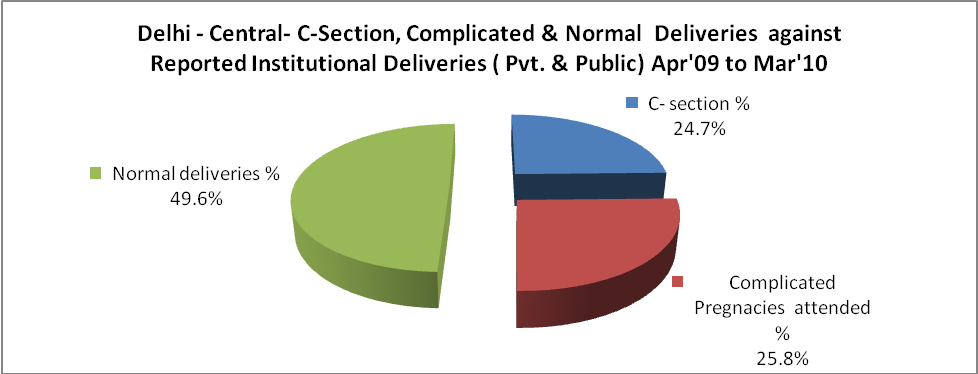 Delhi - Central- C-Section, Complicated & Normal Deliveries against
Reported Institutional Deliveries ( Pvt. & Public) Apr'09 to Mar'10
C- section %
24.7%
Normal deliveries %
49.6%
Complicated
Pregnacies attended
%
25.8%